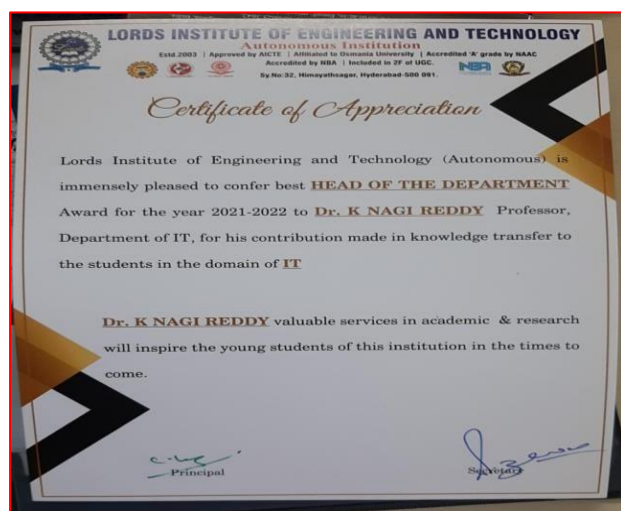 LORDS INSTITUTE OF ENGINEERING AND TECHNOLOGY
Autonomous Institution
Estd.2003 | Approved by AICTE | Affiliated to Osmania University | Accredited 'A' grade by NAAC
Accredited by NBA | Included in 2F of UGC.
Sy.No:32, Himayathsagar, Hyderabad-500 091.
NBA
Certificate of Appreciation
Lords Institute of Engineering and Technology (Autonomous) is
immensely pleased to confer best HEAD OF THE DEPARTMENT
Award for the year 2021-2022 to Dr. K NAGI REDDY Professor,
Department of IT, for his contribution made in knowledge transfer to
the students in the domain of IT
Dr. K NAGI REDDY valuable services in academic & research
will inspire the young students of this institution in the times to
come.
Principal
Secretary